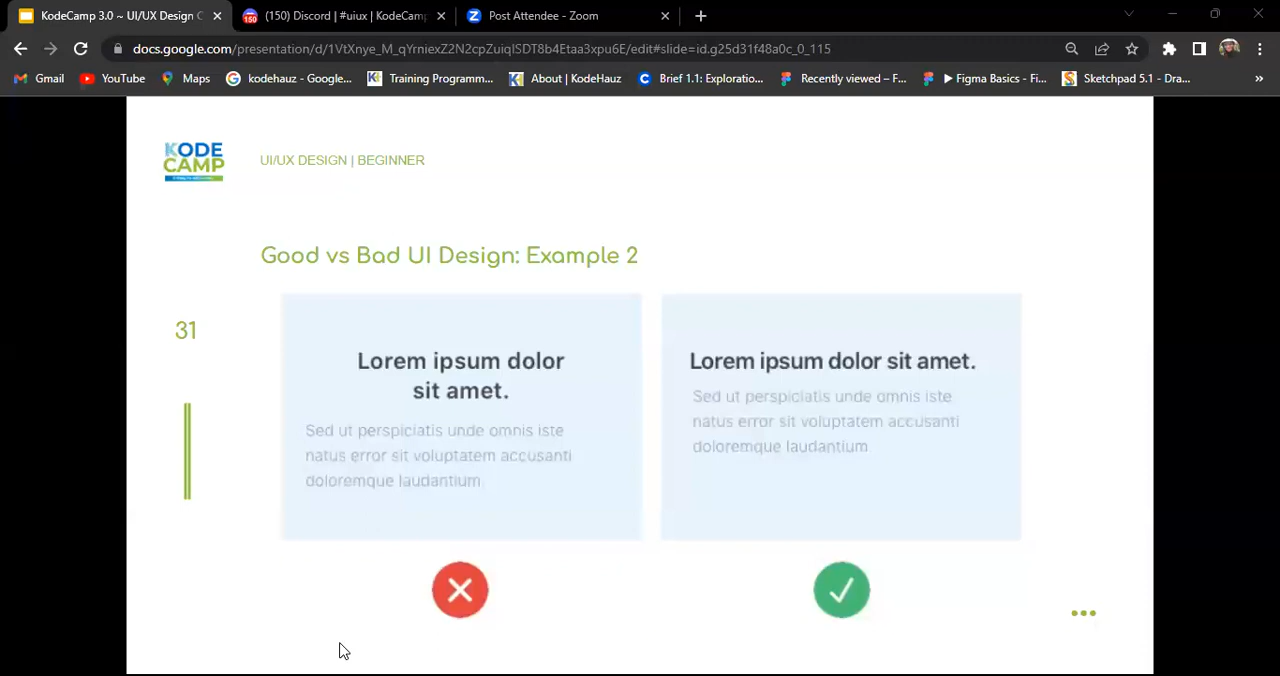 KodeCamp 3.0 ~ UI/UX Design C
(150) Discord | #uiux | KodeCamp
Post Attendee - Zoom
docs.google.com/presentation/d/1VtXnye_M_qYrniexZ2N2cpZuiqlSDT8b4Etaa3xpu6E/edit#slide=id.g25d31f48a0c_0_115
Gmail
YouTube
Maps
kodehauz - Google...
Training Programm...
About | KodeHauz
Brief 1.1: Exploratio...
Recently viewed – F...
▶ Figma Basics - Fi...
Sketchpad 5.1 - Dra...
»
KODE
CAMP
UI/UX DESIGN | BEGINNER
Good vs Bad UI Design: Example 2
31
Lorem ipsum dolor
sit amet.
Sed ut perspiciatis unde omnis iste
natus error sit voluptatem accusanti
doloremque laudantium
Lorem ipsum dolor sit amet.
Sed ut perspiciatis unde omnis iste
natus error sit voluptatem accusanti
doloremque laudantium